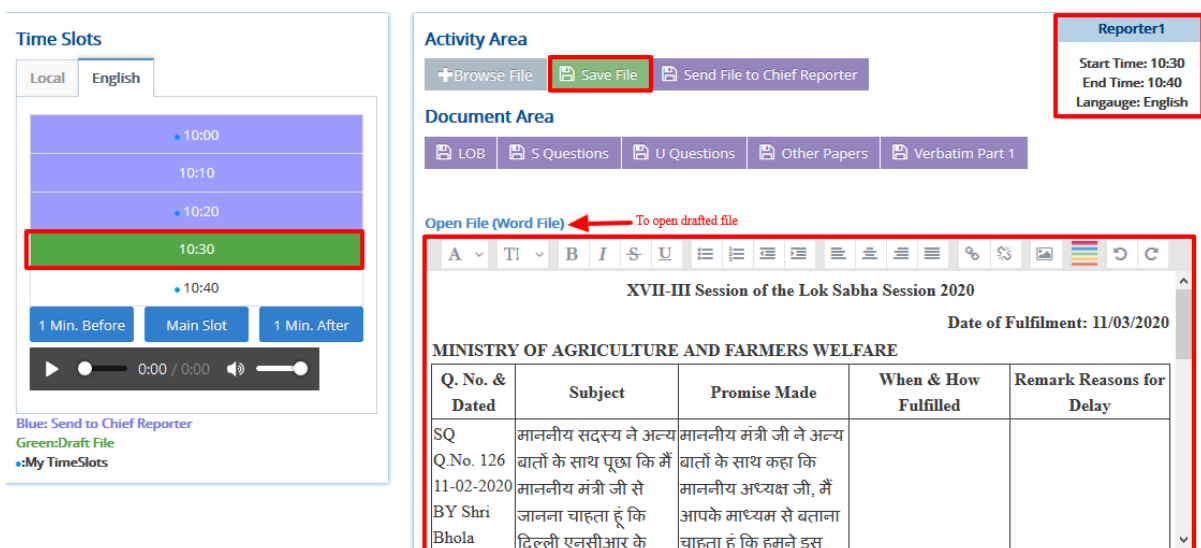 Time Slots
Local
English
10:00
10:10
10:20
10:30
10:40
1 Min. Before
Main Slot
1 Min. After
0:00 / 0:00
Blue: Send to Chief Reporter
Green:Draft File
•:My TimeSlots
Activity Area
+Browse File
Save File
Send File to Chief Reporter
Document Area
LOB
S Questions
U Questions
Other Papers
Verbatim Part 1
Reporter1
Start Time: 10:30
End Time: 10:40
Langauge: English
Open File (Word File)
To open drafted file
A TI B I S U
XVII-III Session of the Lok Sabha Session 2020
Date of Fulfilment: 11/03/2020
MINISTRY OF AGRICULTURE AND FARMERS WELFARE
Q. No. & Dated
Subject
Promise Made
When & How Fulfilled
Remark Reasons for Delay
SQ
Q.No. 126
11-02-2020
BY Shri
Bhola
माननीय सदस्य ने अन्य
बातों के साथ पूछा कि मैं
माननीय मंत्री जी से
जानना चाहता हूं कि
दिल्ली एनसीआर के
माननीय मंत्री जी ने अन्य
बातों के साथ कहा कि
माननीय अध्यक्ष जी, मैं
आपके माध्यम से बताना
चाहता हूं कि हमने इस